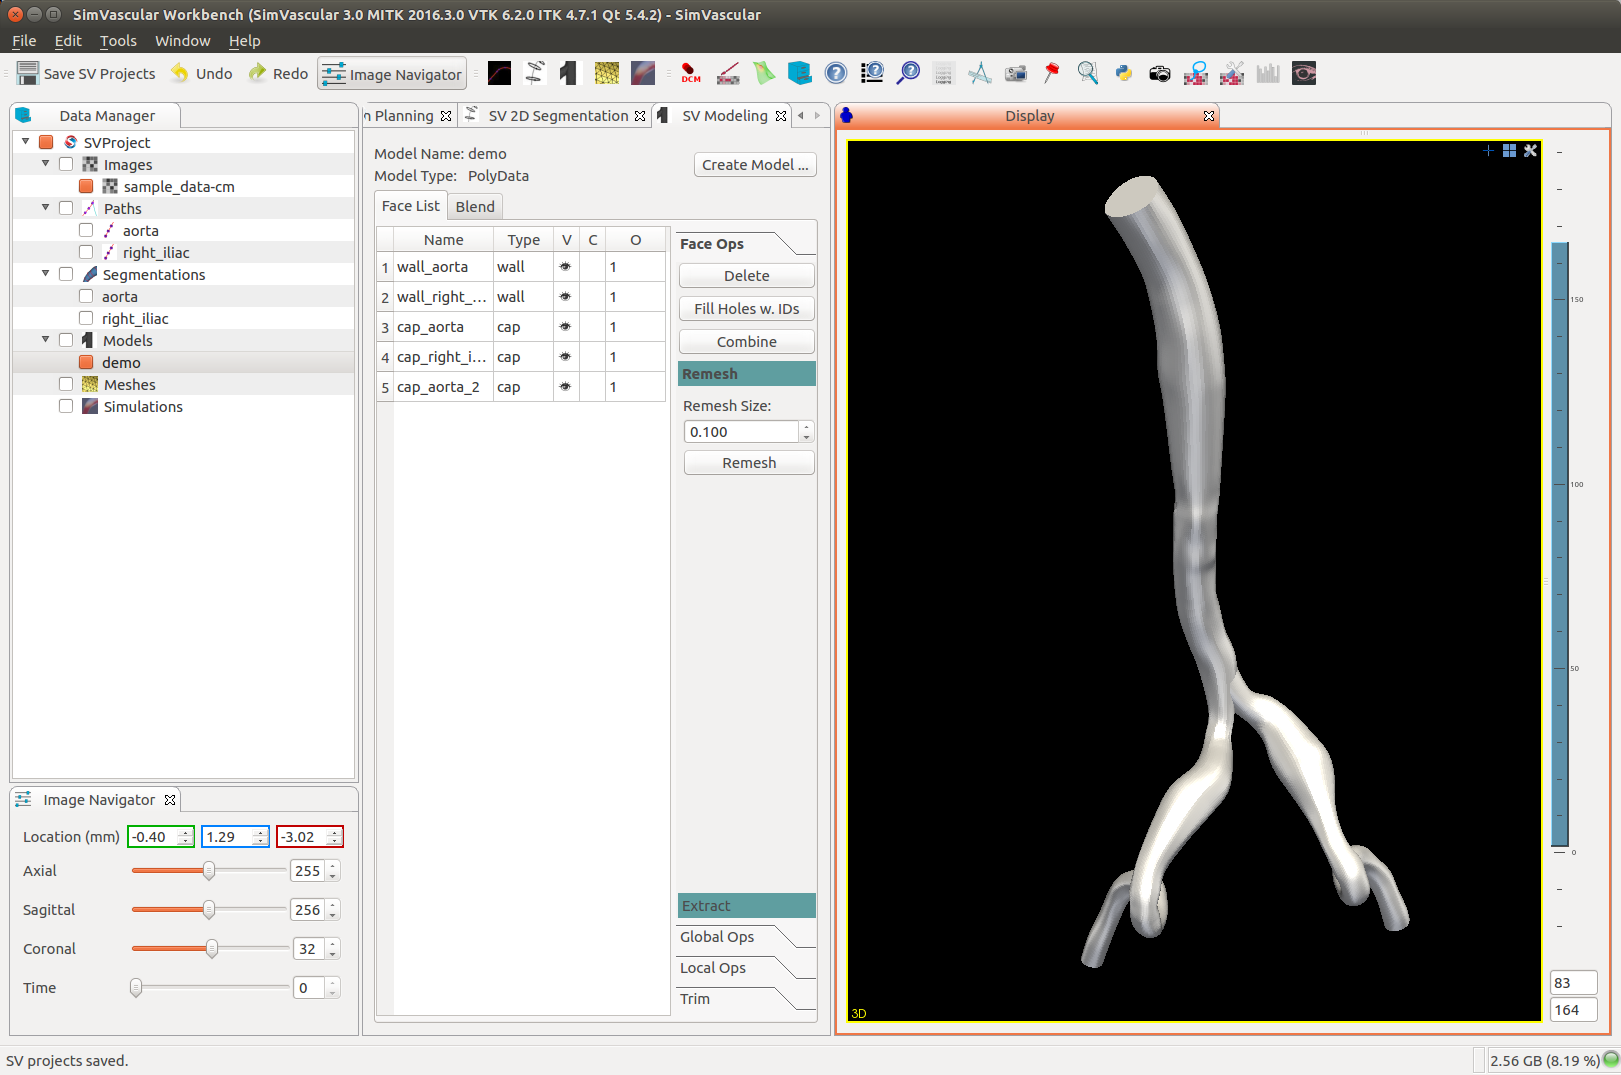 SimVascular Workbench (SimVascular 3.0 MITK 2016.3.0 VTK 6.2.0 ITK 4.7.1 Qt 5.4.2) - SimVascular
File Edit Tools Window Help
Save SV Projects Undo Redo Image Navigator DCM
Data Manager
SVProject
Images
sample_data-cm
Paths
aorta
right_iliac
Segmentations
aorta
right_iliac
Models
demo
Meshes
Simulations
Image Navigator
Location (mm) -0.40 1.29 -3.02
Axial 255
Sagittal 256
Coronal 32
Time 0
n Planning SV 2D Segmentation SV Modeling
Model Name: demo
Model Type: PolyData
Create Model ...
Face List Blend
Name Type V C O
1 wall_aorta wall 1
2 wall_right_... wall 1
3 cap_aorta cap 1
4 cap_right_i... cap 1
5 cap_aorta_2 cap 1
Face Ops
Delete
Fill Holes w. IDs
Combine
Remesh
Remesh Size:
0.100
Remesh
Extract
Global Ops
Local Ops
Trim
Display
3D
150
100
50
0
83
164
SV projects saved.
2.56 GB (8.19 %)